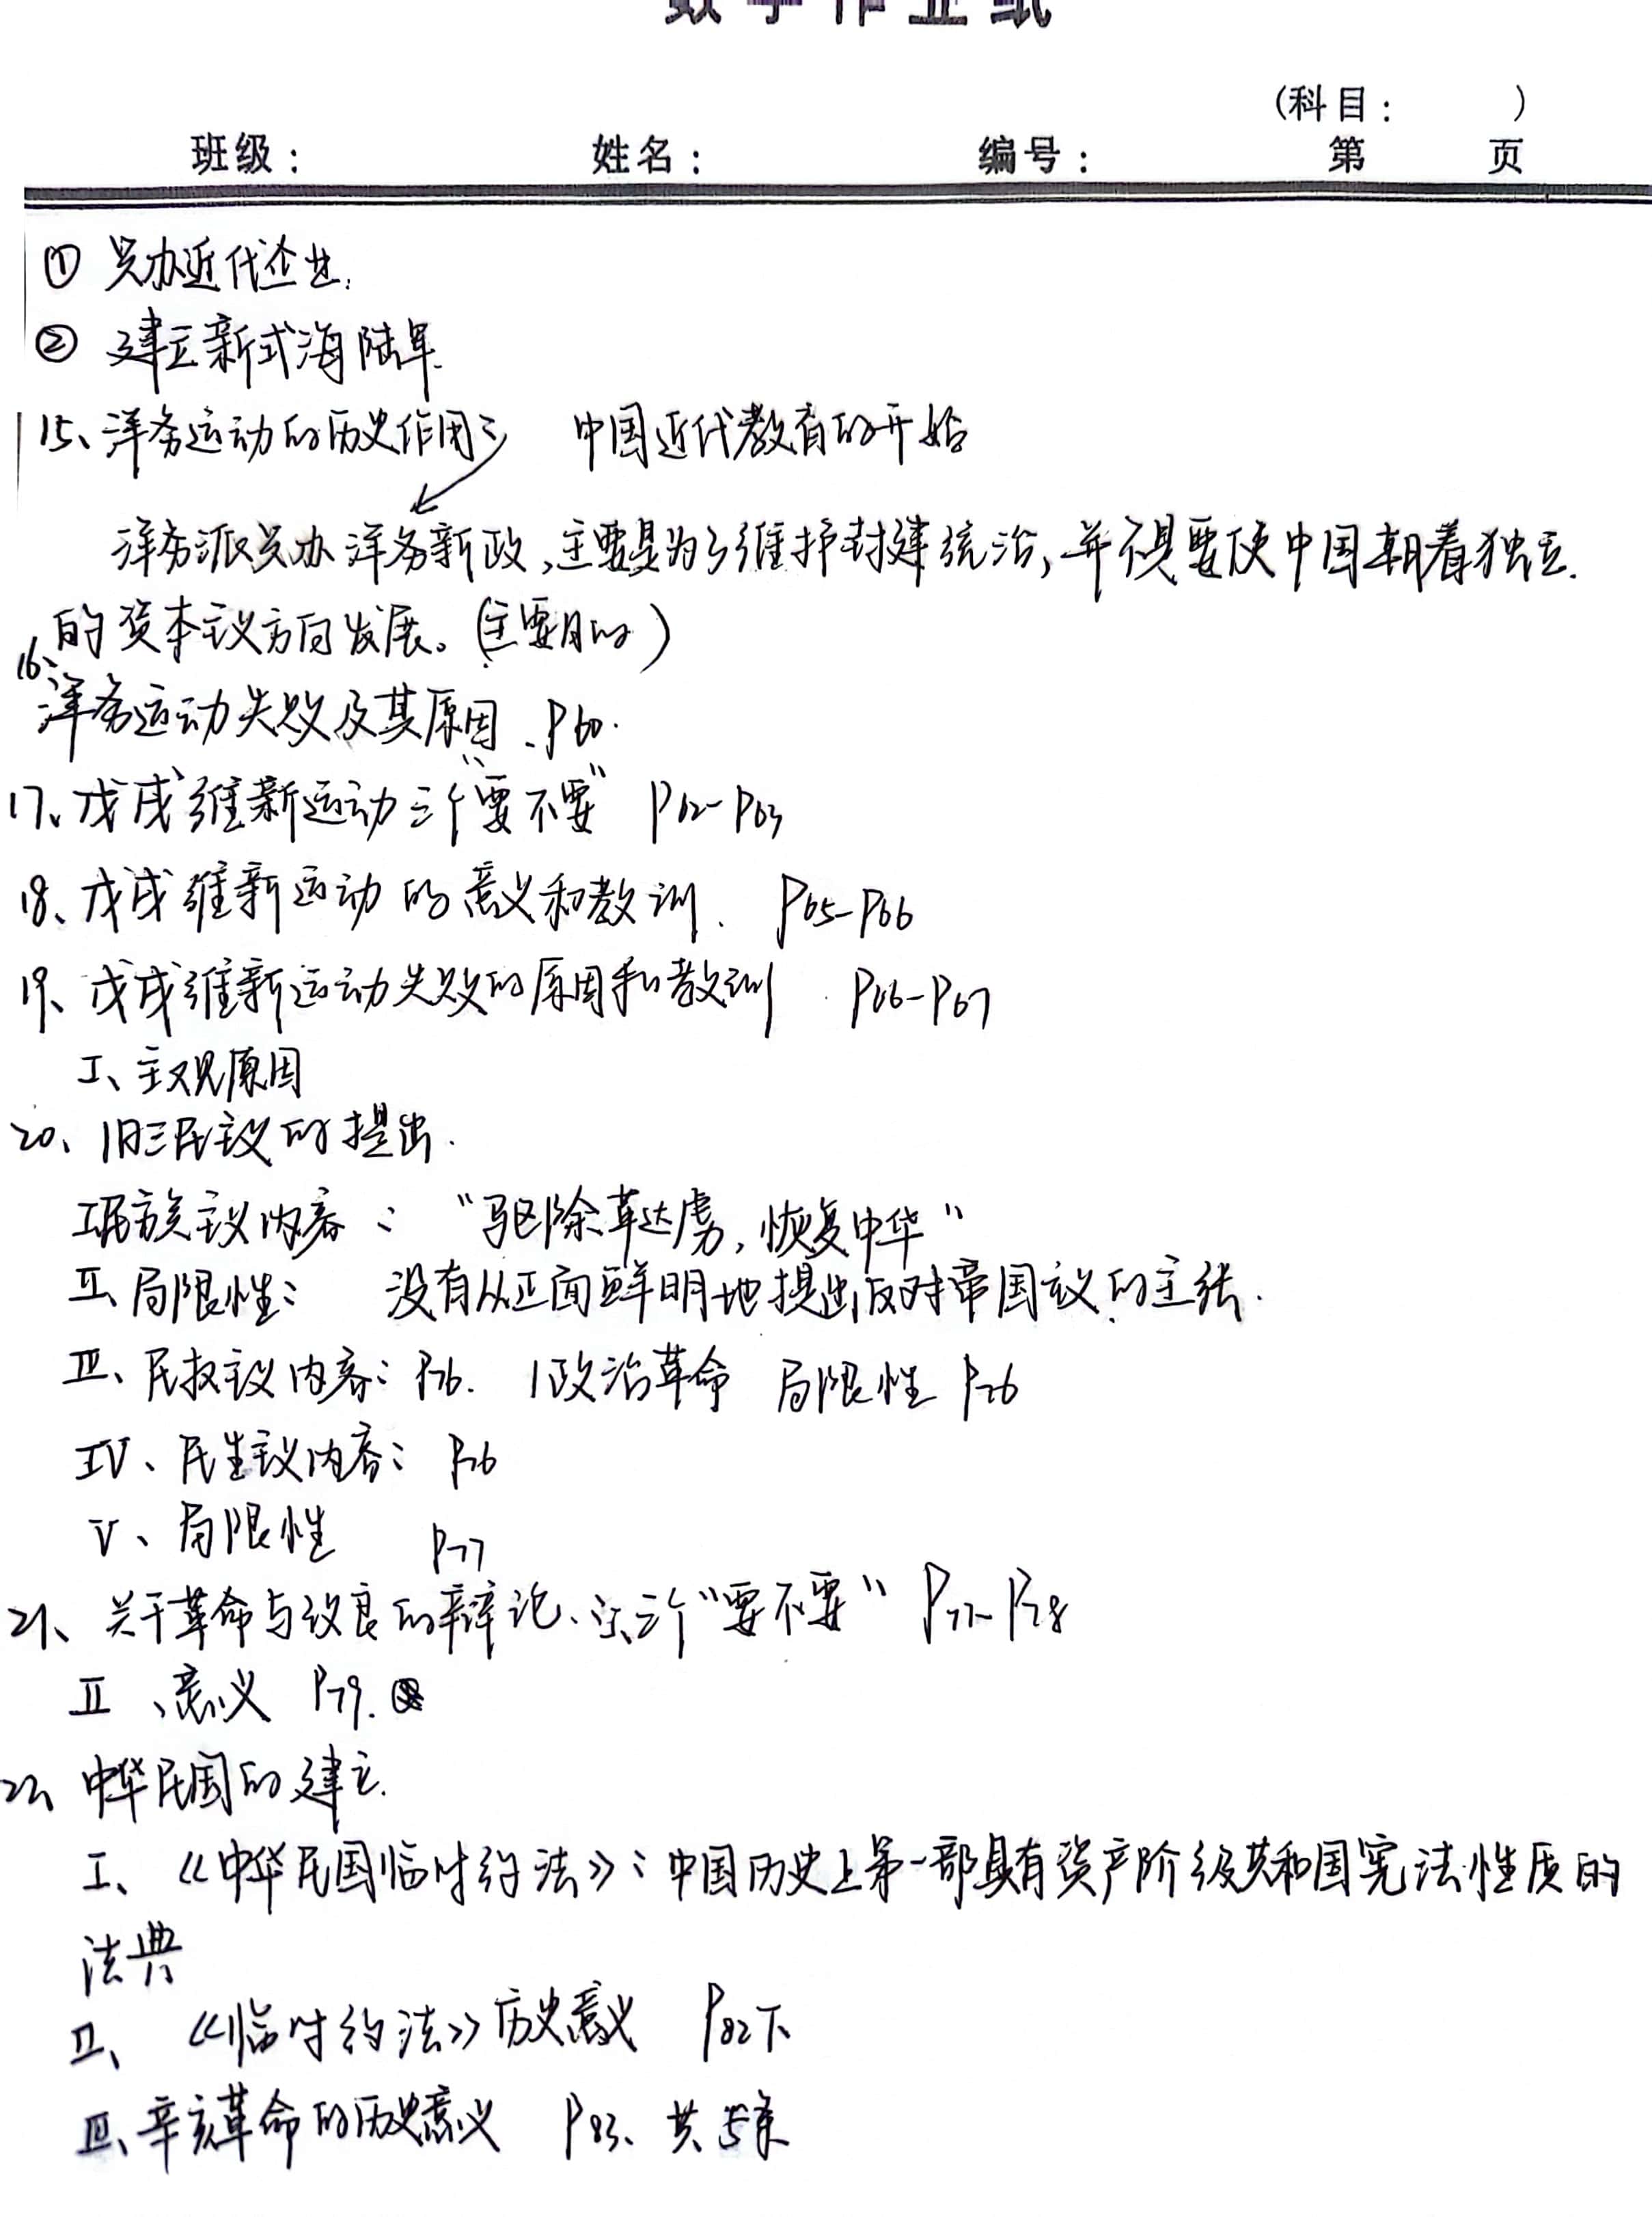 数学作业纸
(科目: )
班级: 姓名: 编号: 第 页
① 兴办近代企业.
② 建立新式海陆军.
15、洋务运动的历史作用: 中国近代教育的开始
洋务派兴办洋务新政,主要是为了维护封建统治,并不是要使中国朝着独立
的资本主义方向发展。(主要目的)
16、洋务运动失败及其原因 P60.
17、戊戌维新运动三个“要不要” P62-P63
18、戊戌维新运动的意义和教训. P65-P66
19、戊戌维新运动失败的原因和教训 P66-P67
I、主观原因
20、旧三民主义的提出.
I、民族主义内容: “驱除鞑虏,恢复中华”
II、局限性: 没有从正面鲜明地提出反对帝国主义的主张.
III、民权主义内容: P76. 政治革命 局限性 P76
IV、民生主义内容: P76
V、局限性 P77
21、关于革命与改良的辩论、I、三个“要不要” P77-P78
II、意义 P79.
22、中华民国的建立.
I、《中华民国临时约法》: 中国历史上第一部具有资产阶级共和国宪法性质的
法典
II、《临时约法》历史意义 P82下
III、辛亥革命的历史意义 P83、共5条